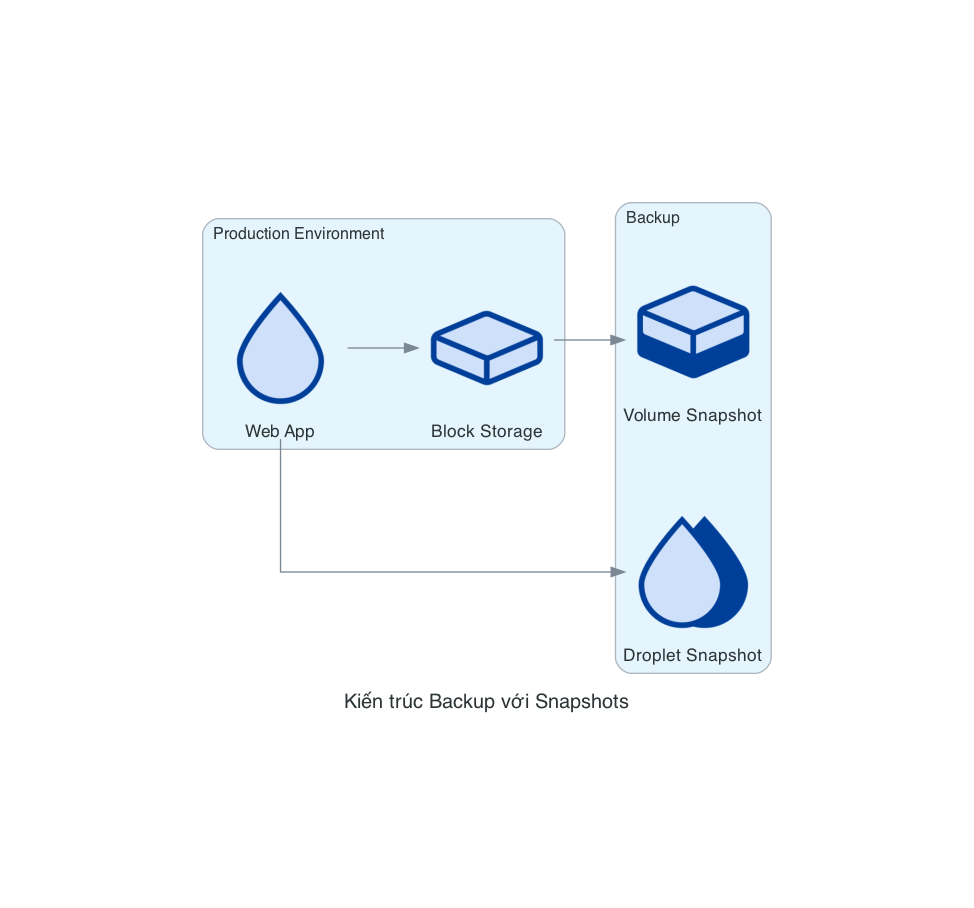 Production Environment
Backup
Web App
Block Storage
Volume Snapshot
Droplet Snapshot
Kiến trúc Backup với Snapshots